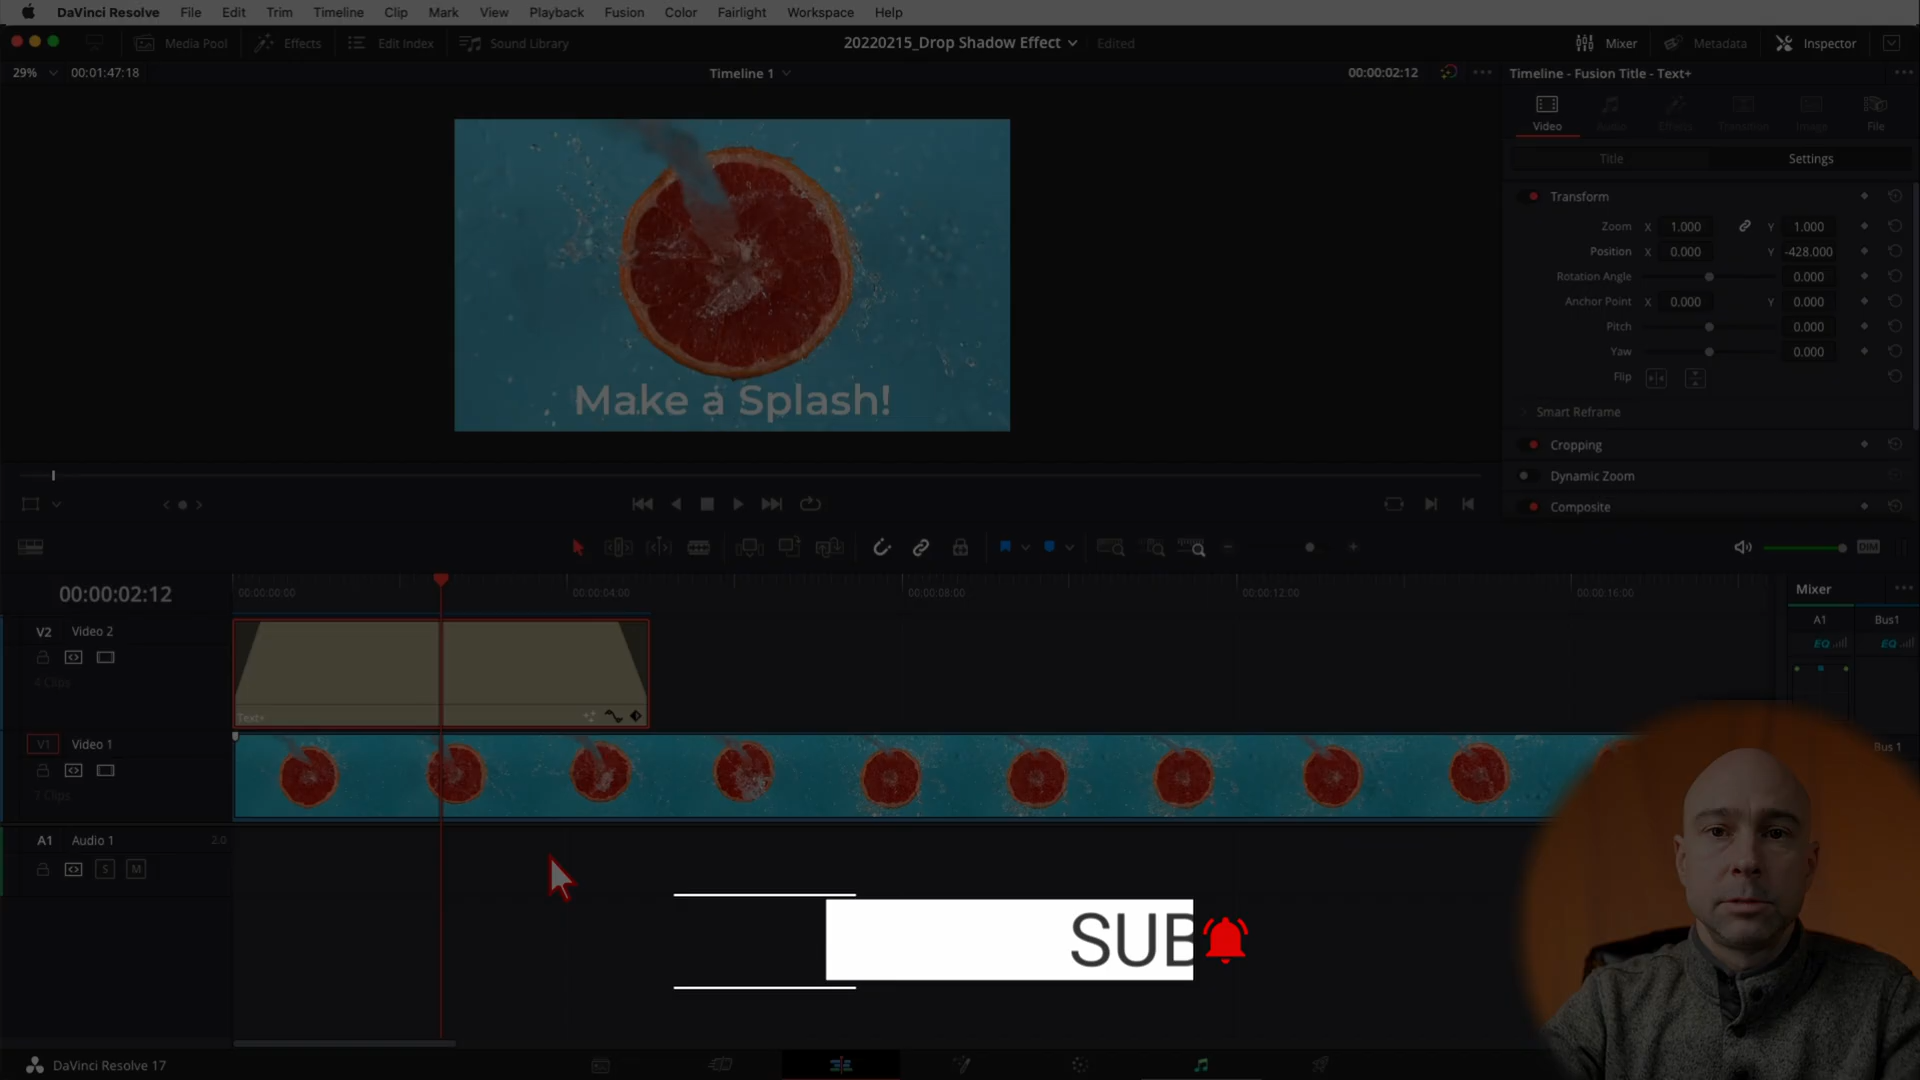 DaVinci Resolve File Edit Trim Timeline Clip Mark View Playback Fusion Color Fairlight Workspace Help
Media Pool Effects Edit Index Sound Library 20220215_Drop Shadow Effect Edited Mixer Metadata Inspector
29% 00:01:47:18 Timeline 1 00:00:02:12 Timeline - Fusion Title - Text+
Video Audio Effects Transition Image File
Title Settings
Transform
Zoom X 1.000 Y 1.000
Position X 0.000 Y -428.000
Rotation Angle 0.000
Anchor Point X 0.000 Y 0.000
Pitch 0.000
Yaw 0.000
Flip
Smart Reframe
Cropping
Dynamic Zoom
Composite
Make a Splash!
DIM
00:00:02:12 00:00:00:00 00:00:04:00 00:00:08:00 00:00:12:00 00:00:16:00 Mixer
A1 Bus1
EQ EQ
V2 Video 2
4 Clips
Text+
V1 Video 1
7 Clips
Bus 1
A1 Audio 1 2.0
S M
SUB
DaVinci Resolve 17